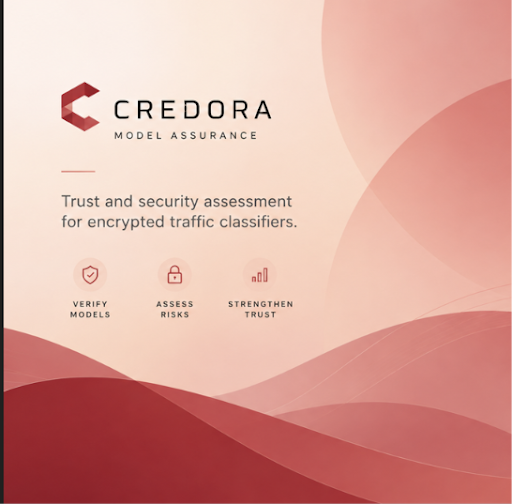 CREDORA
MODEL ASSURANCE
Trust and security assessment
for encrypted traffic classifiers.
VERIFY
MODELS
ASSESS
RISKS
STRENGTHEN
TRUST